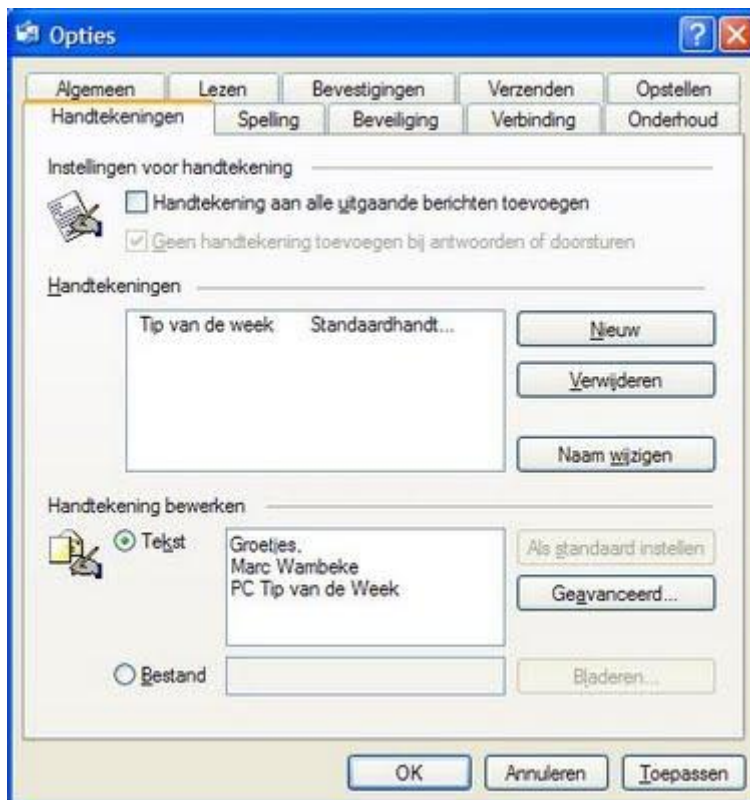 Opties
Algemeen Lezen Bevestigingen Verzenden Opstellen
Handtekeningen Spelling Beveiliging Verbinding Onderhoud
Instellingen voor handtekening
Handtekening aan alle uitgaande berichten toevoegen
Geen handtekening toevoegen bij antwoorden of doorsturen
Handtekeningen
Tip van de week Standaardhandt...
Nieuw
Verwijderen
Naam wijzigen
Handtekening bewerken
Tekst
Groetjes,
Marc Wambeke
PC Tip van de Week
Als standaard instellen
Geavanceerd...
Bestand
Bladeren...
OK Annuleren Toepassen